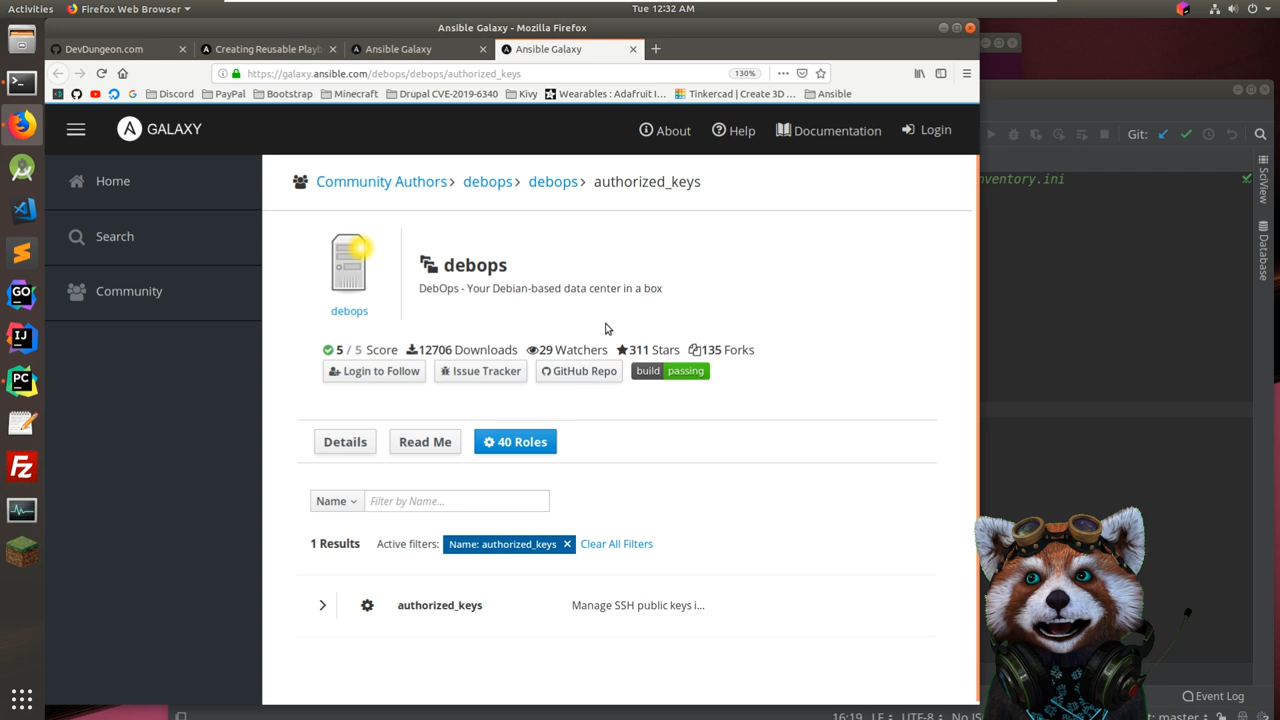 Activities Firefox Web Browser Tue 12:32 AM
Ansible Galaxy - Mozilla Firefox
DevDungeon.com Creating Reusable Playb Ansible Galaxy Ansible Galaxy
https://galaxy.ansible.com/debops/debops/authorized_keys 130%
Discord PayPal Bootstrap Minecraft Drupal CVE-2019-6340 Kivy Wearables : Adafruit I... Tinkercad | Create 3D ... Ansible
GALAXY About Help Documentation Login
Git:
Home
Search
Community
Community Authors > debops > debops > authorized_keys
nventory.ini
SciView
Database
debops
debops
DebOps - Your Debian-based data center in a box
5 / 5 Score 12706 Downloads 29 Watchers 311 Stars 135 Forks
Login to Follow Issue Tracker GitHub Repo build passing
Details Read Me 40 Roles
Name Filter by Name...
1 Results Active filters: Name: authorized_keys Clear All Filters
authorized_keys Manage SSH public keys i...
GO
IJ
PC
FZ
Event Log
16:19 LF UTF-8 master